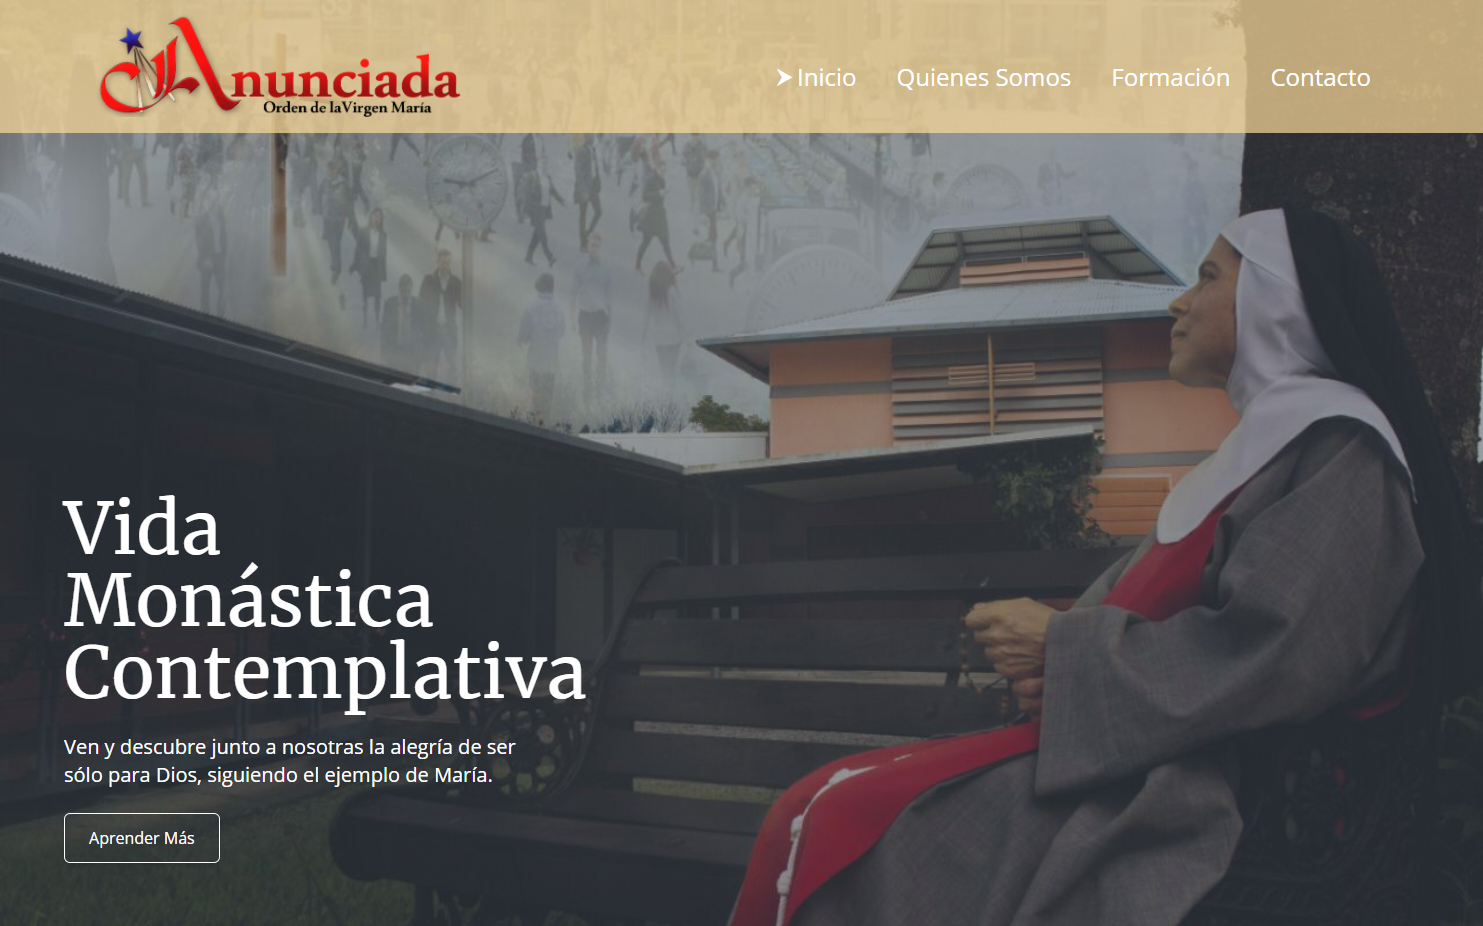 Anunciada
Orden de laVirgen María
Inicio
Quienes Somos
Formación
Contacto
Vida
Monástica
Contemplativa
Ven y descubre junto a nosotras la alegría de ser
sólo para Dios, siguiendo el ejemplo de María.
Aprender Más